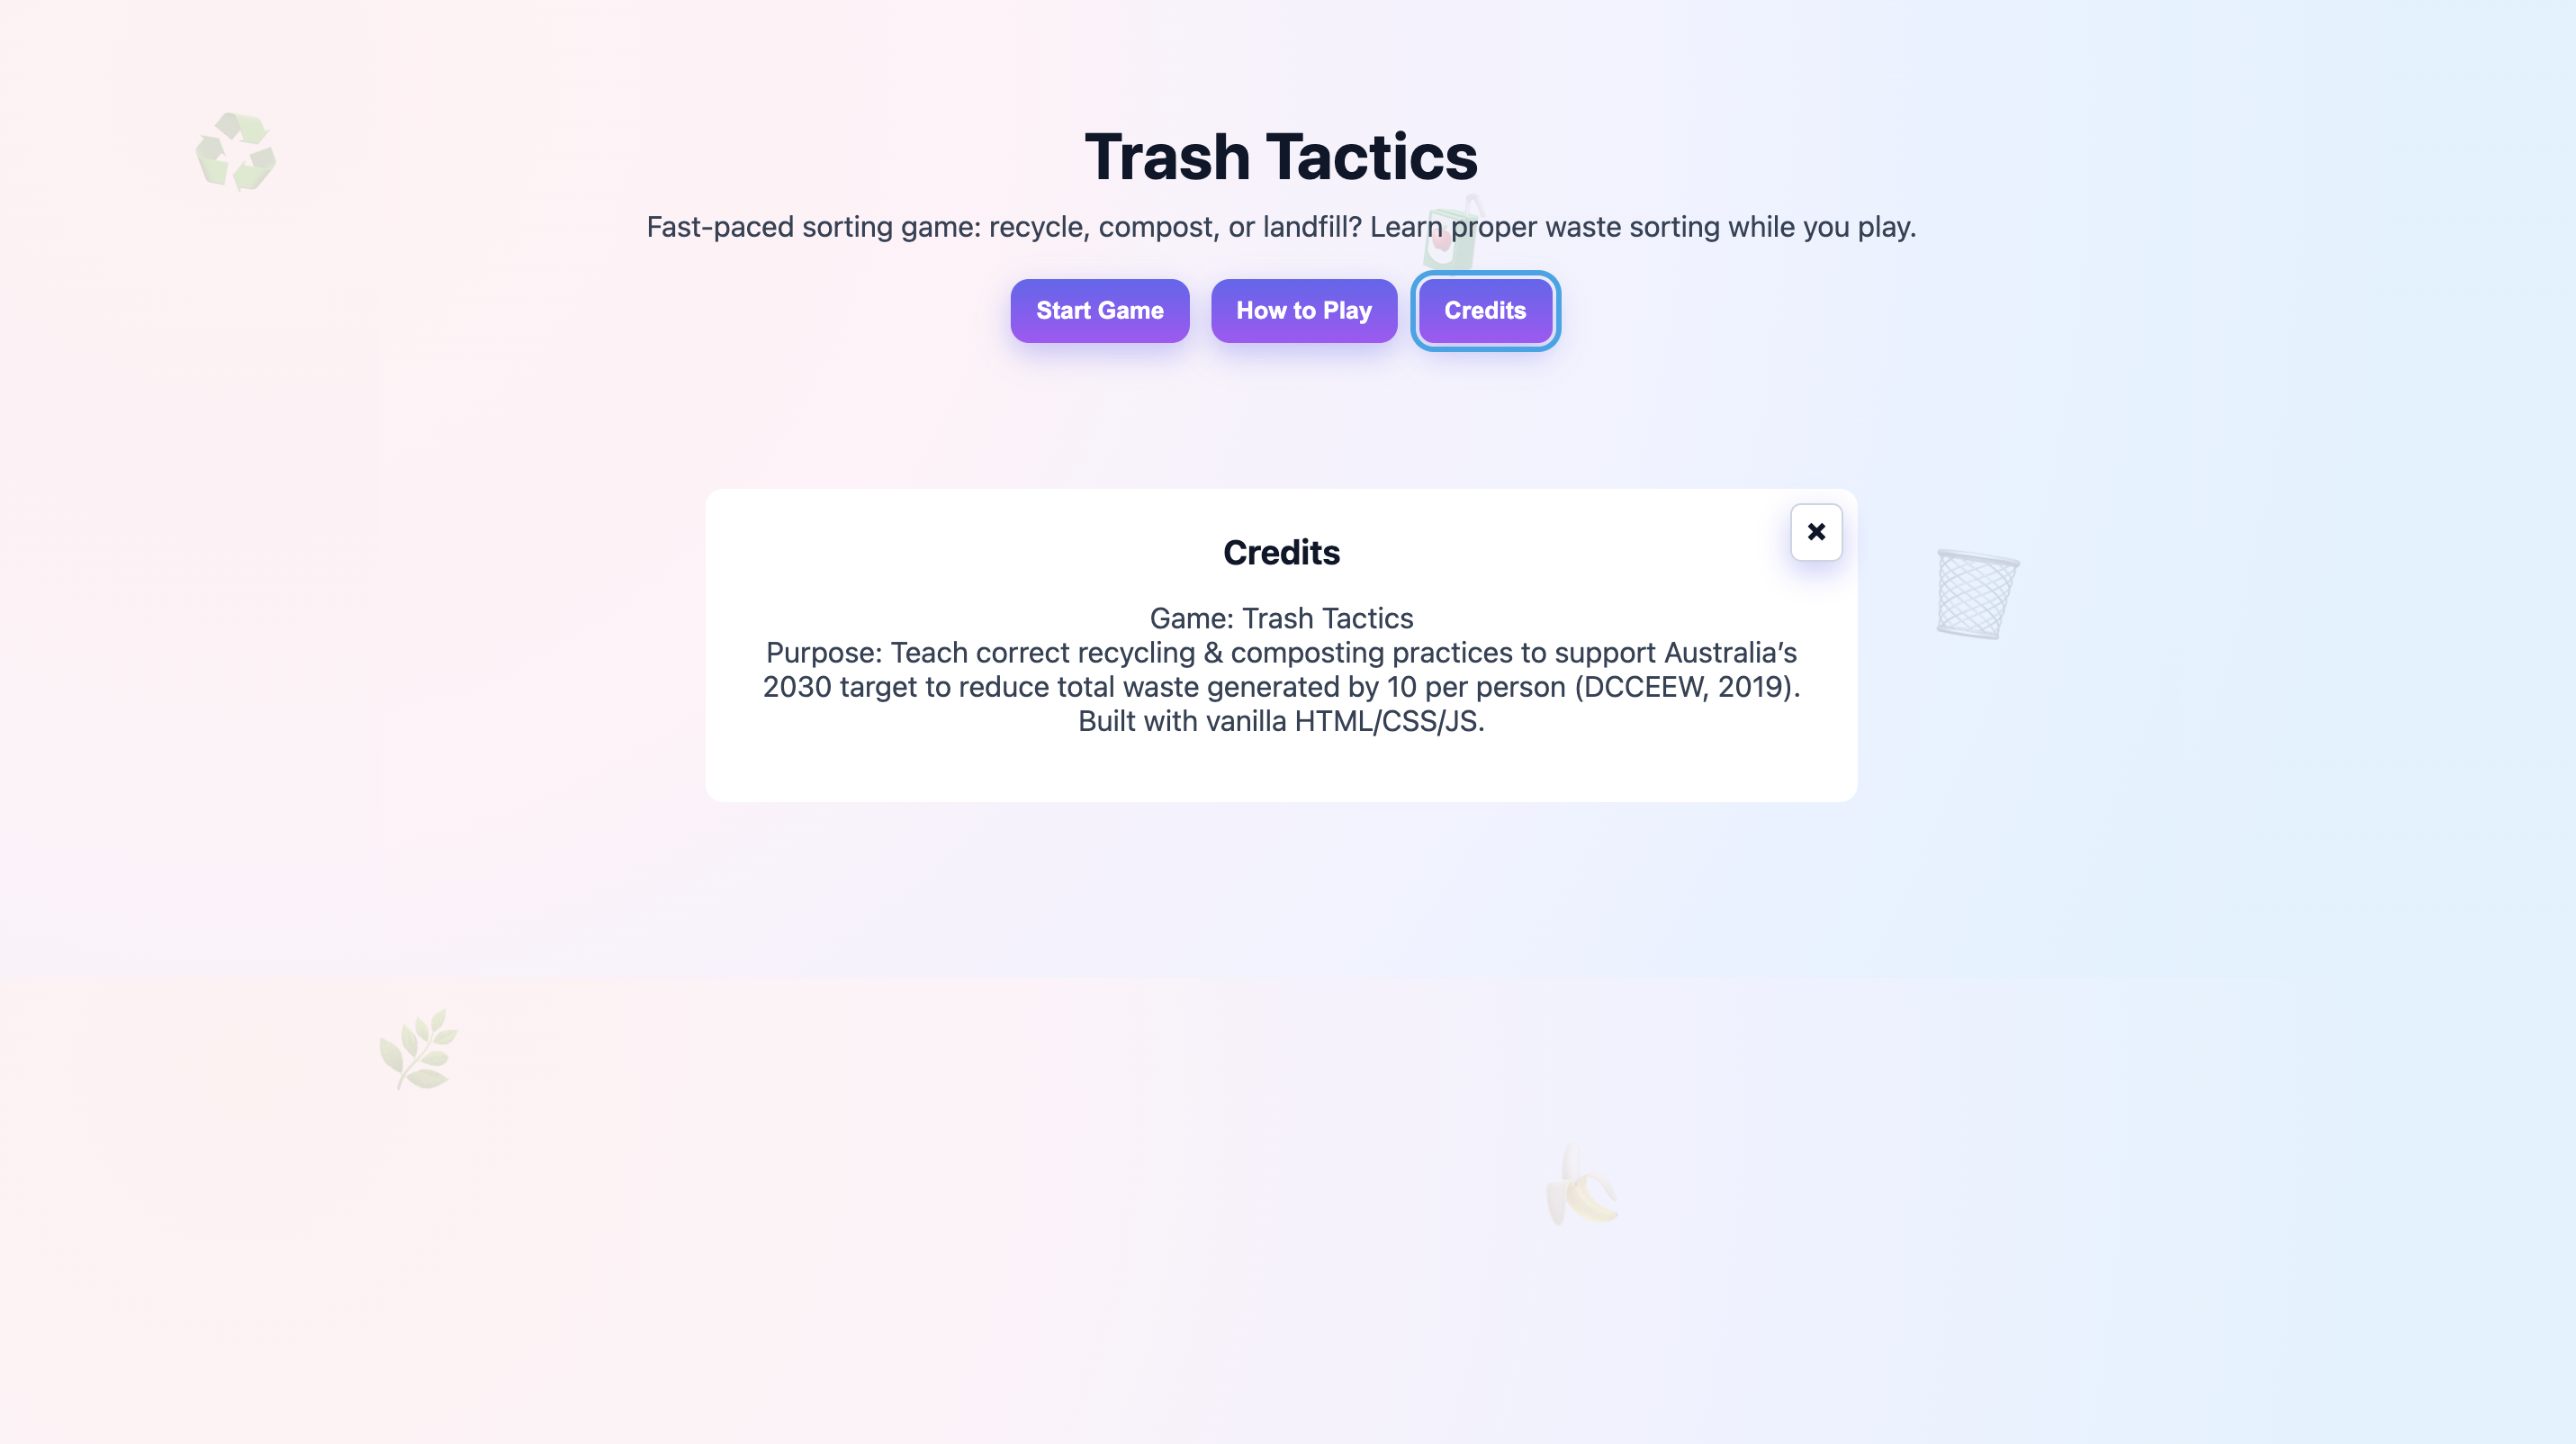 Trash Tactics
Fast-paced sorting game: recycle, compost, or landfill? Learn proper waste sorting while you play.
Start Game
How to Play
Credits
Credits
Game: Trash Tactics
Purpose: Teach correct recycling & composting practices to support Australia’s
2030 target to reduce total waste generated by 10 per person (DCCEEW, 2019).
Built with vanilla HTML/CSS/JS.